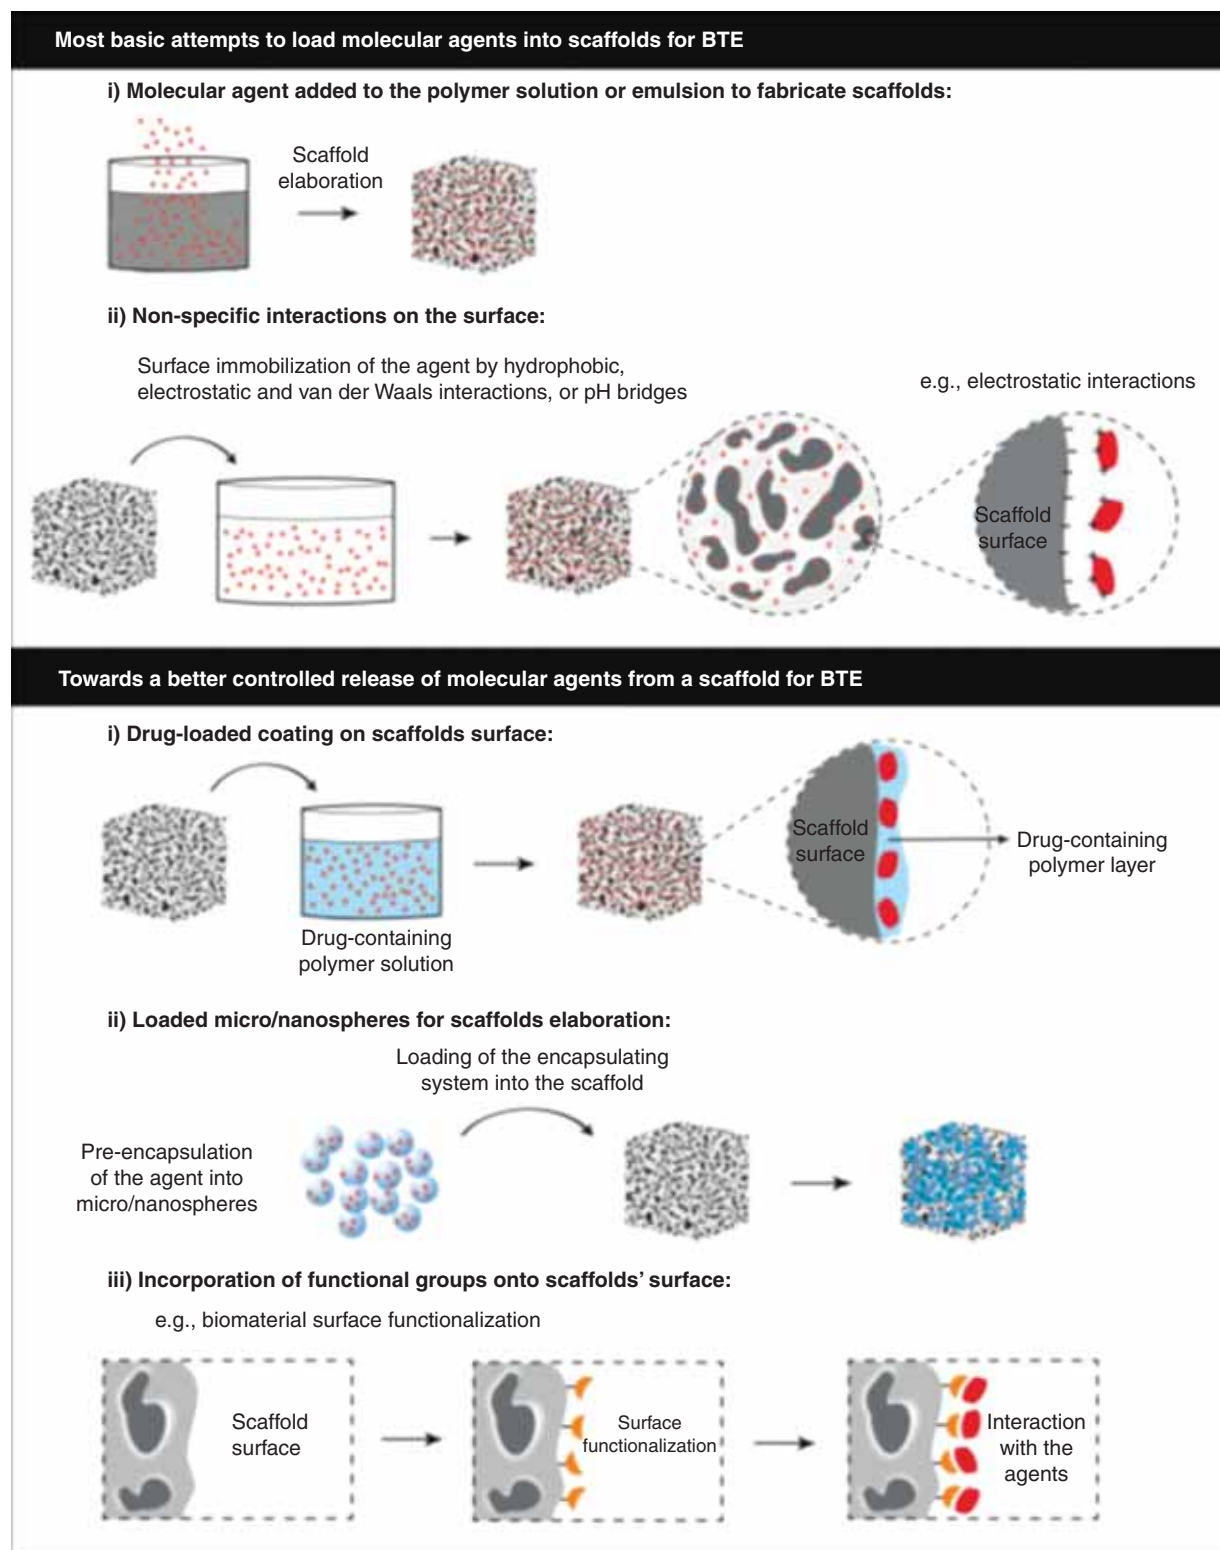 Most basic attempts to load molecular agents into scaffolds for BTE
i) Molecular agent added to the polymer solution or emulsion to fabricate scaffolds:
Scaffold
elaboration
ii) Non-specific interactions on the surface:
Surface immobilization of the agent by hydrophobic,
electrostatic and van der Waals interactions, or pH bridges
e.g., electrostatic interactions
Scaffold
surface
Towards a better controlled release of molecular agents from a scaffold for BTE
i) Drug-loaded coating on scaffolds surface:
Scaffold
surface
Drug-containing
polymer layer
Drug-containing
polymer solution
ii) Loaded micro/nanospheres for scaffolds elaboration:
Loading of the encapsulating
system into the scaffold
Pre-encapsulation
of the agent into
micro/nanospheres
iii) Incorporation of functional groups onto scaffolds’ surface:
e.g., biomaterial surface functionalization
Scaffold
surface
Surface
functionalization
Interaction
with the
agents